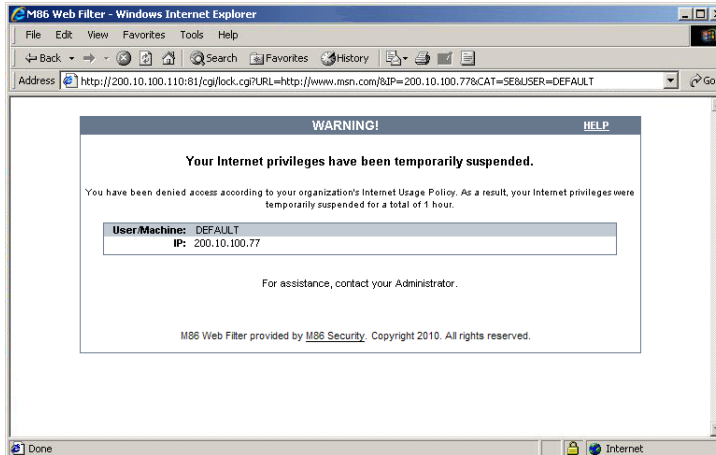 M86 Web Filter - Windows Internet Explorer
File Edit View Favorites Tools Help
Back Search Favorites History
Address http://200.10.100.110:81/cgi/lock.cgi?URL=http://www.msn.com/&IP=200.10.100.77&CAT=SE&USER=DEFAULT Go
WARNING! HELP
Your Internet privileges have been temporarily suspended.
You have been denied access according to your organization's Internet Usage Policy. As a result, your Internet privileges were
temporarily suspended for a total of 1 hour.
User/Machine: DEFAULT
IP: 200.10.100.77
For assistance, contact your Administrator.
M86 Web Filter provided by M86 Security. Copyright 2010. All rights reserved.
Done Internet